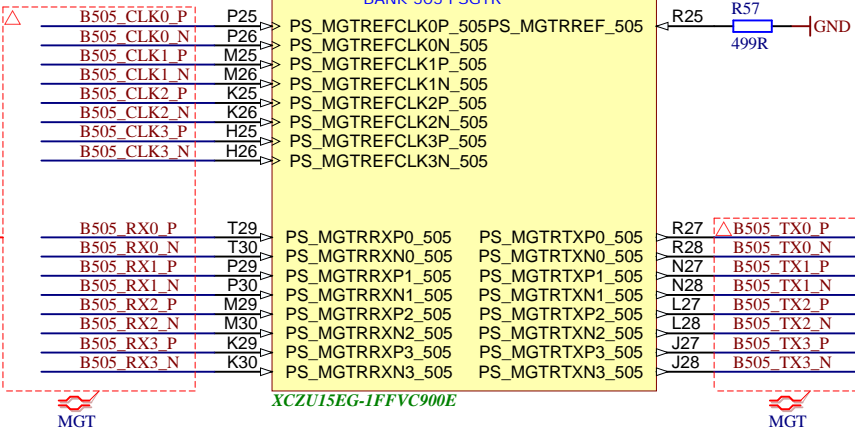 BANK 505 PSGTR
B505_CLK0_P P25 PS_MGTREFCLK0P_505 PS_MGTRREF_505 R25 R57 499R GND
B505_CLK0_N P26 PS_MGTREFCLK0N_505
B505_CLK1_P M25 PS_MGTREFCLK1P_505
B505_CLK1_N M26 PS_MGTREFCLK1N_505
B505_CLK2_P K25 PS_MGTREFCLK2P_505
B505_CLK2_N K26 PS_MGTREFCLK2N_505
B505_CLK3_P H25 PS_MGTREFCLK3P_505
B505_CLK3_N H26 PS_MGTREFCLK3N_505
B505_RX0_P T29 PS_MGTRRXP0_505 PS_MGTRTXP0_505 R27 B505_TX0_P
B505_RX0_N T30 PS_MGTRRXN0_505 PS_MGTRTXN0_505 R28 B505_TX0_N
B505_RX1_P P29 PS_MGTRRXP1_505 PS_MGTRTXP1_505 N27 B505_TX1_P
B505_RX1_N P30 PS_MGTRRXN1_505 PS_MGTRTXN1_505 N28 B505_TX1_N
B505_RX2_P M29 PS_MGTRRXP2_505 PS_MGTRTXP2_505 L27 B505_TX2_P
B505_RX2_N M30 PS_MGTRRXN2_505 PS_MGTRTXN2_505 L28 B505_TX2_N
B505_RX3_P K29 PS_MGTRRXP3_505 PS_MGTRTXP3_505 J27 B505_TX3_P
B505_RX3_N K30 PS_MGTRRXN3_505 PS_MGTRTXN3_505 J28 B505_TX3_N
XCZU15EG-1FFVC900E
MGT MGT